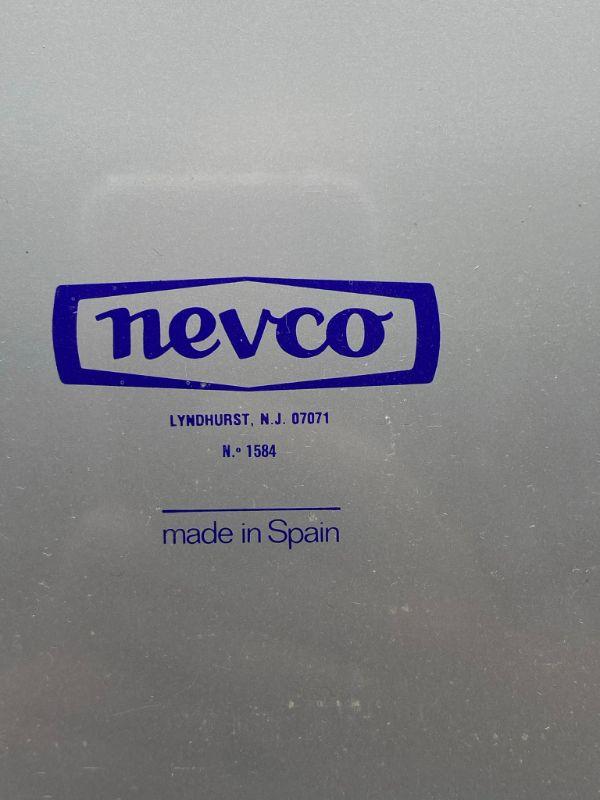 nevco
LYNDHURST, N.J. 07071
N.º 1584
made in Spain